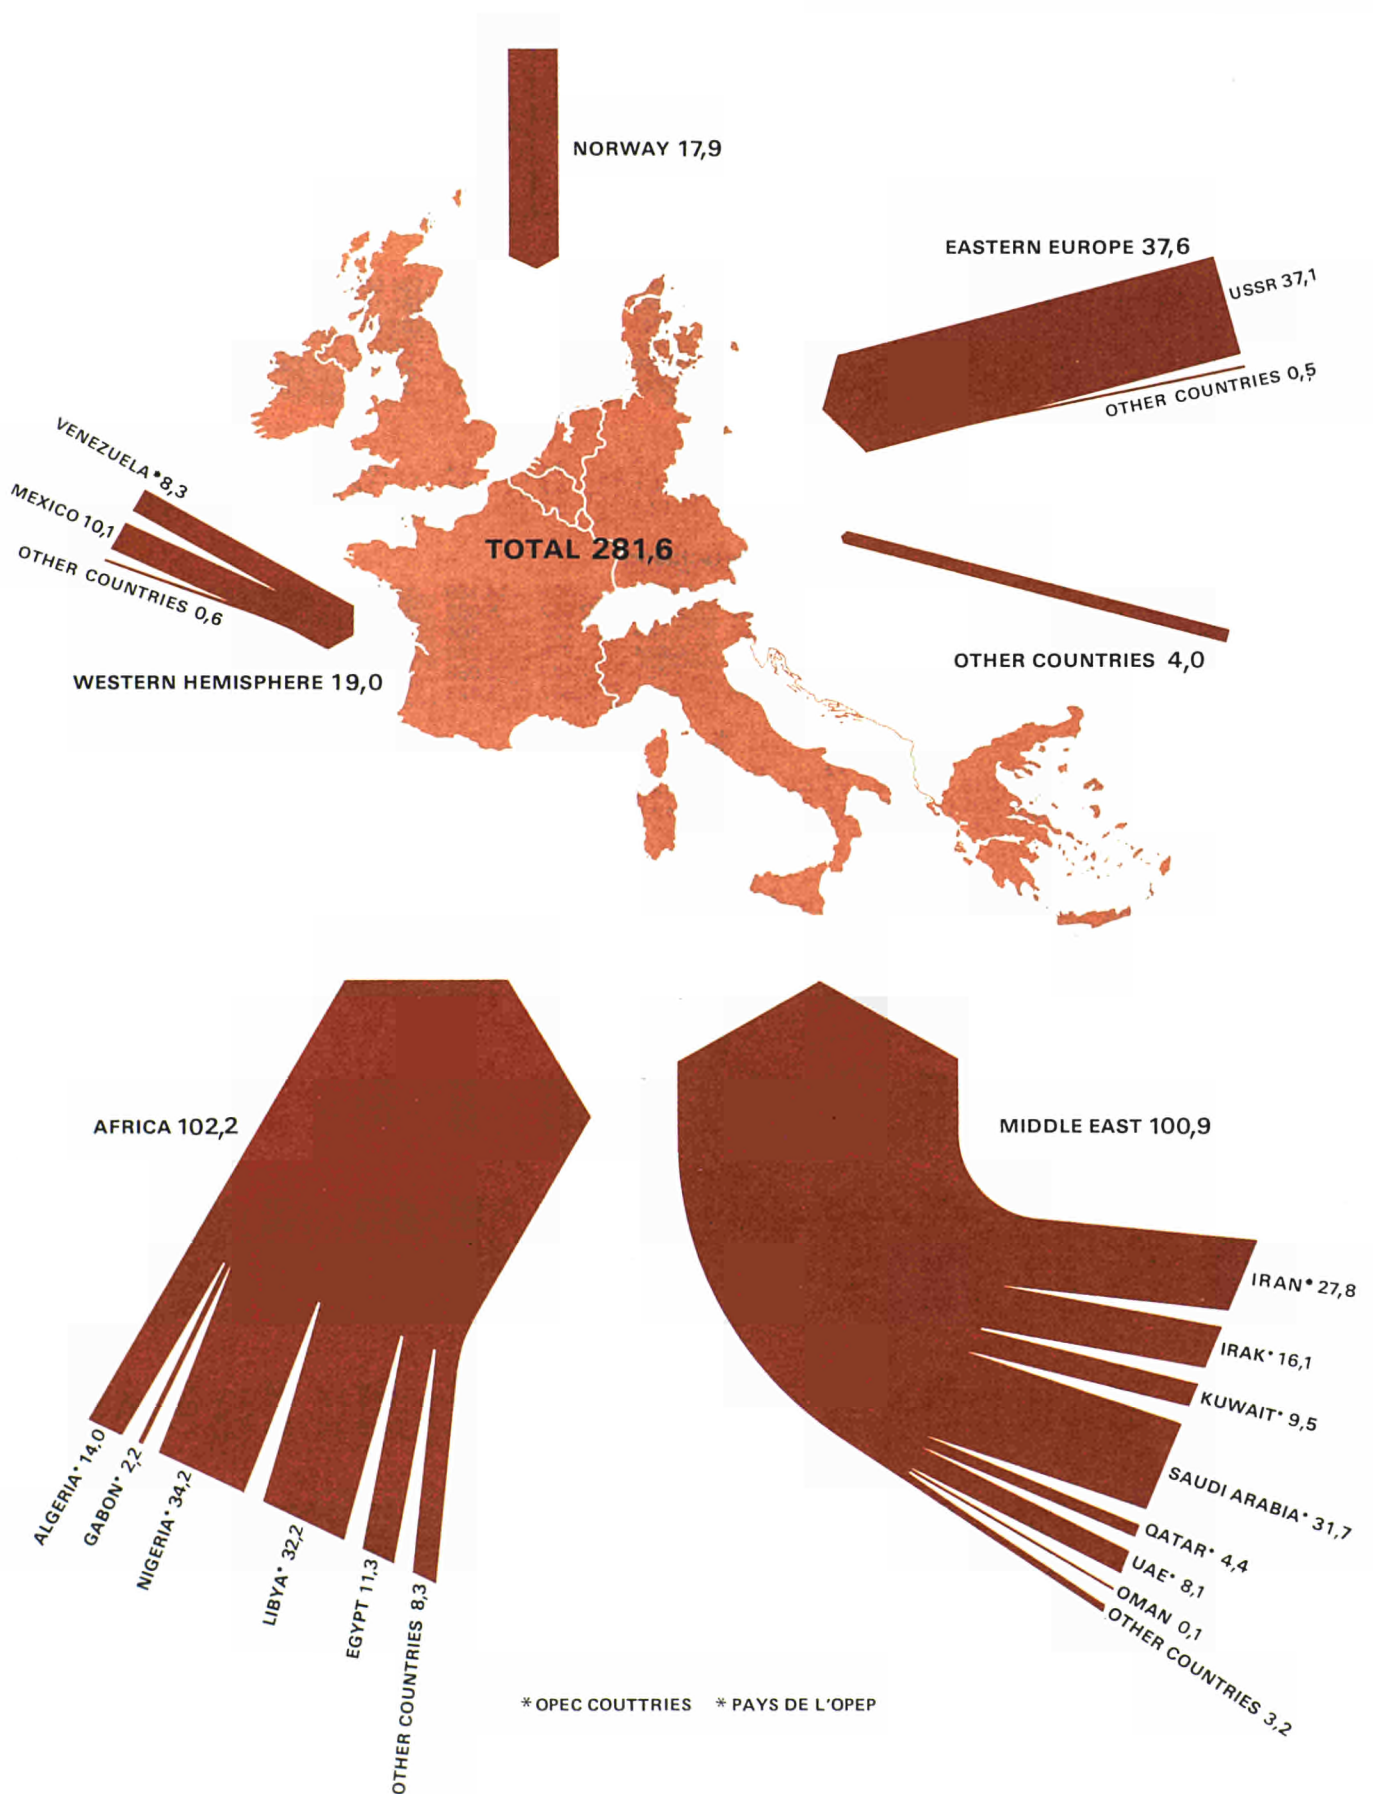 NORWAY 17,9
EASTERN EUROPE 37,6
USSR 37,1
OTHER COUNTRIES 0,5
VENEZUELA*8,3
MEXICO 10,1
OTHER COUNTRIES 0,6
WESTERN HEMISPHERE 19,0
TOTAL 281,6
OTHER COUNTRIES 4,0
AFRICA 102,2
MIDDLE EAST 100,9
ALGERIA* 14,0
GABON* 2,2
NIGERIA* 34,2
LIBYA* 32,2
EGYPT 11,3
OTHER COUNTRIES 8,3
IRAN* 27,8
IRAK* 16,1
KUWAIT* 9,5
SAUDI ARABIA* 31,7
QATAR* 4,4
UAE* 8,1
OMAN 0,1
OTHER COUNTRIES 3,2
* OPEC COUTTRIES * PAYS DE L'OPEP